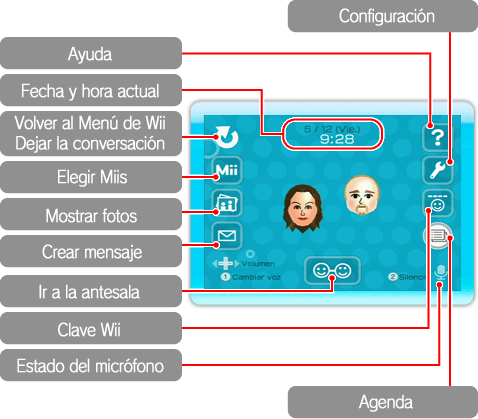 Configuración
Ayuda
Fecha y hora actual
Volver al Menú de Wii
Dejar la conversación
Elegir Miis
Mostrar fotos
Crear mensaje
Ir a la antesala
Clave Wii
Estado del micrófono
Agenda
5 / 12 (Vie.)
9:28
?
Mii
Volumen
1 Cambiar voz
2 Silenci